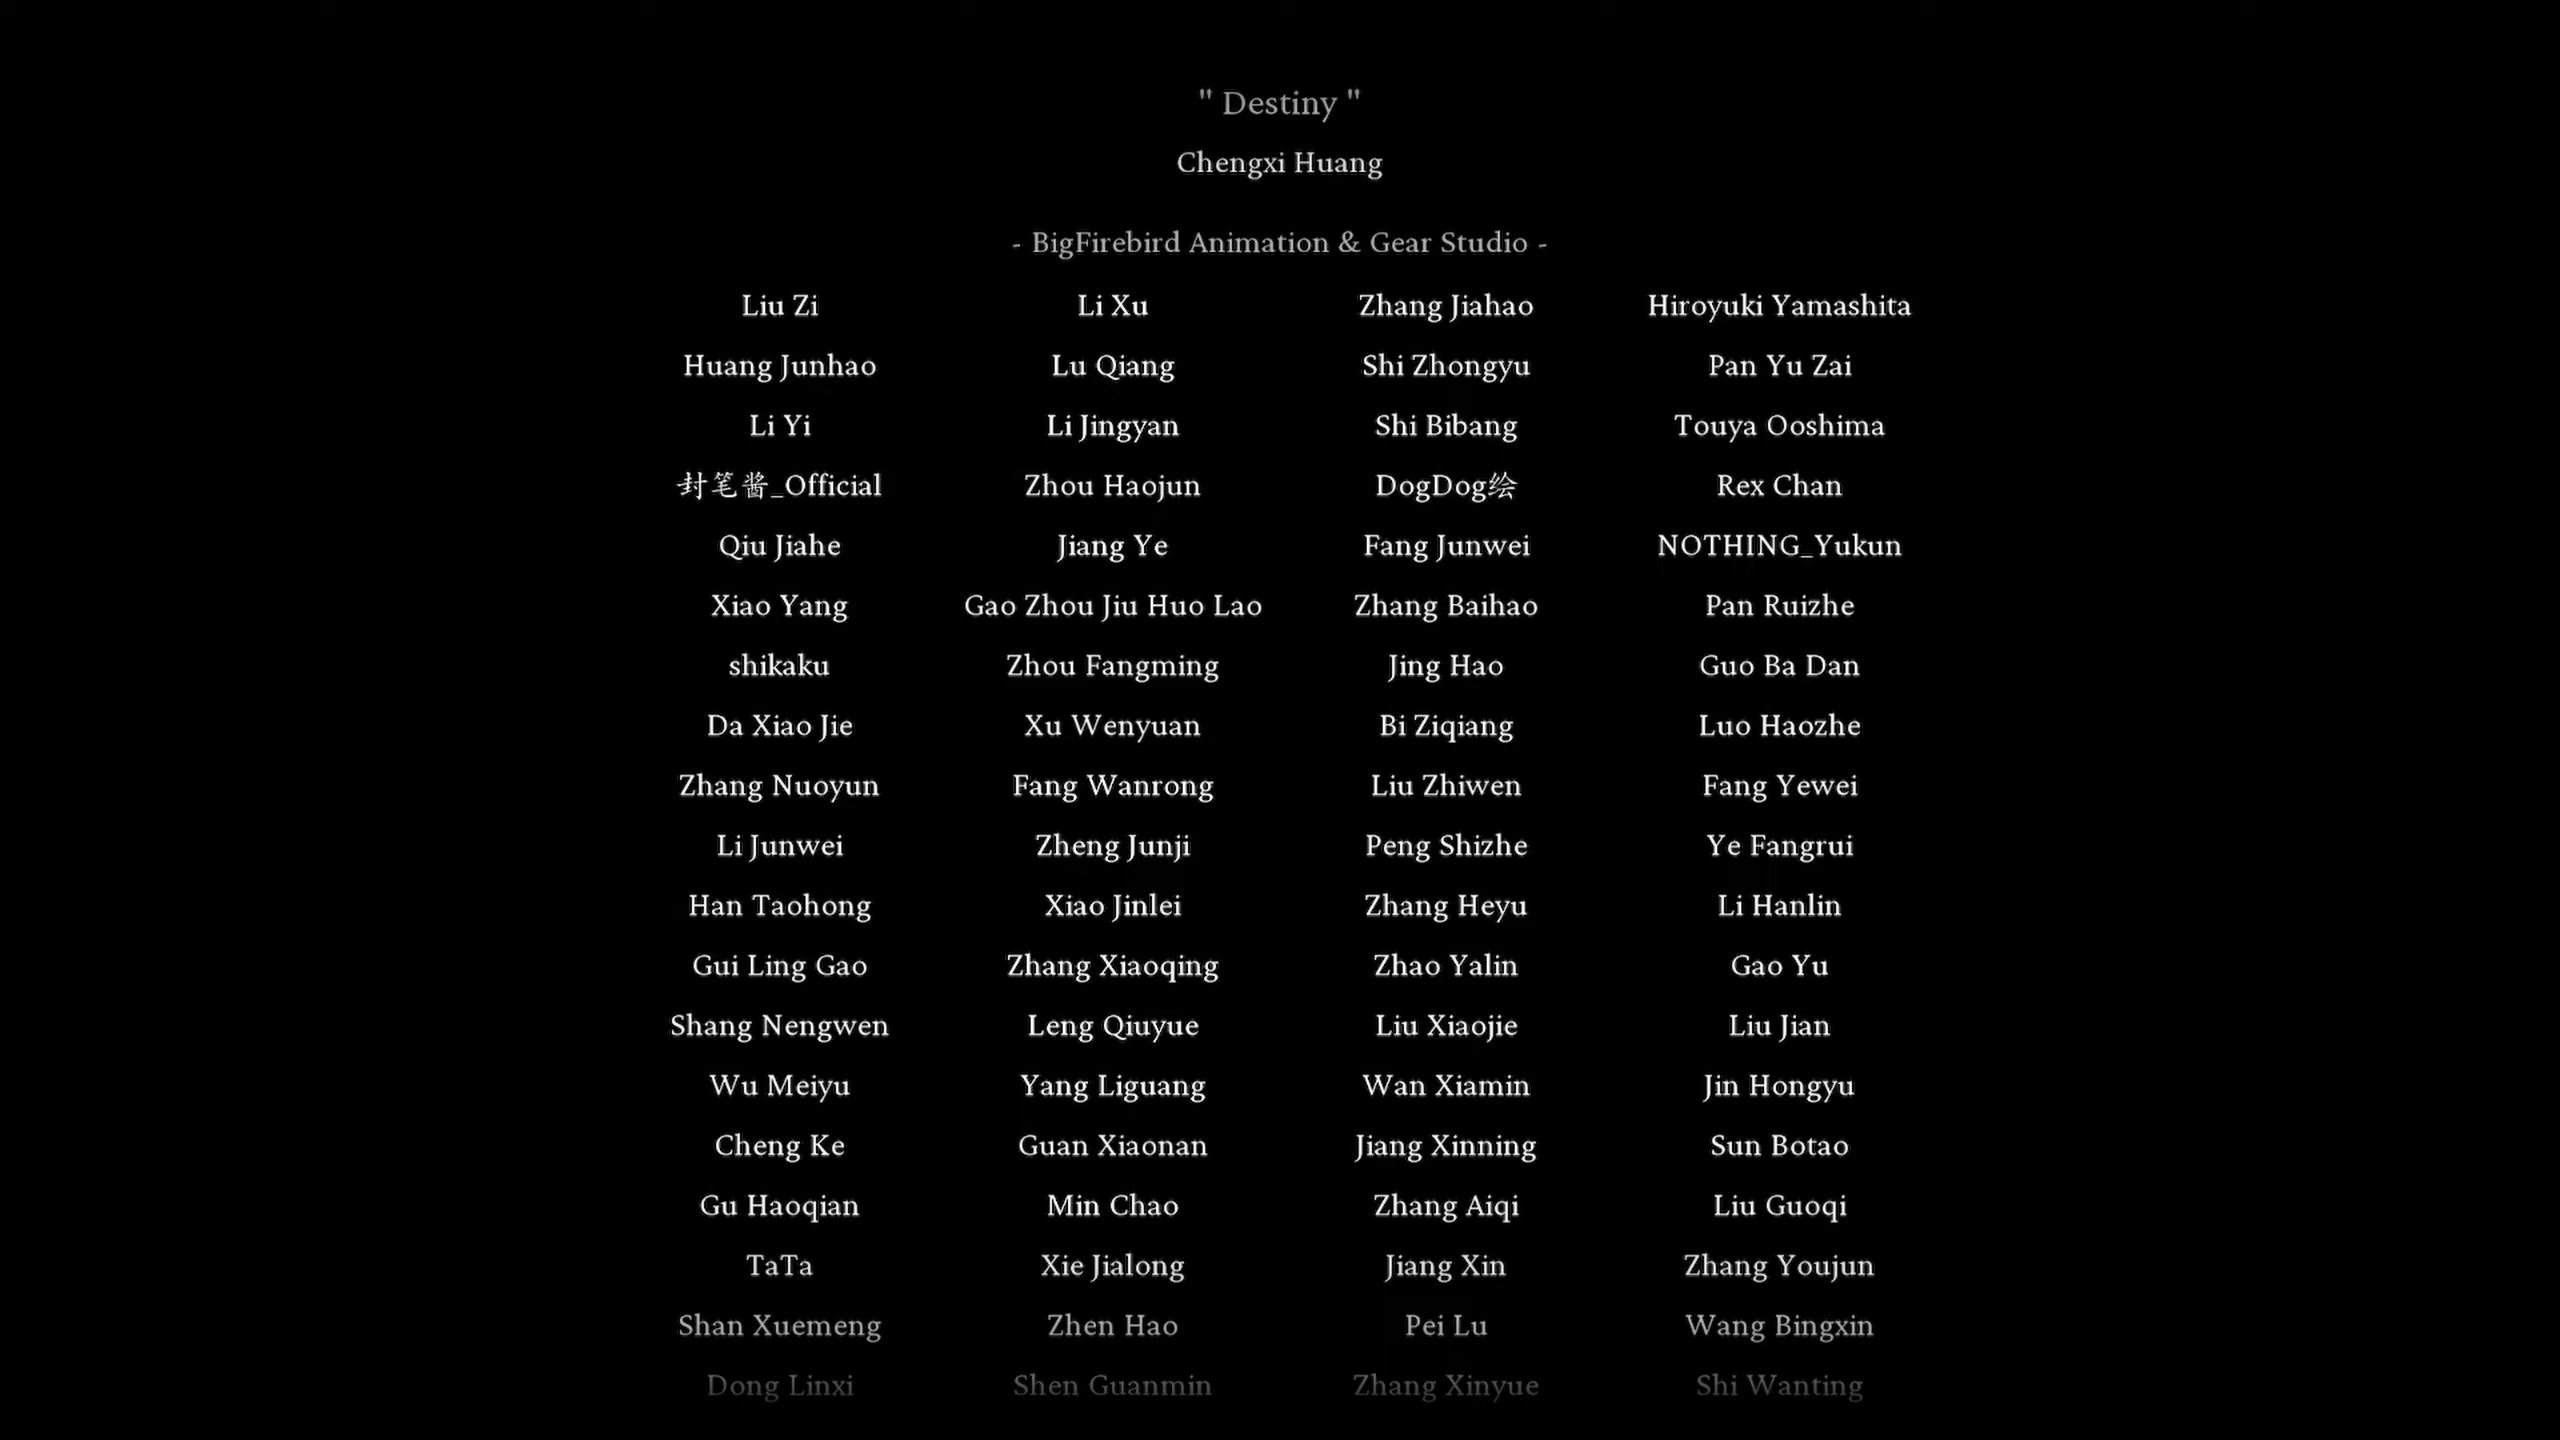 " Destiny "
Chengxi Huang
- BigFirebird Animation & Gear Studio -
Liu Zi Li Xu Zhang Jiahao Hiroyuki Yamashita
Huang Junhao Lu Qiang Shi Zhongyu Pan Yu Zai
Li Yi Li Jingyan Shi Bibang Touya Ooshima
封笔酱_Official Zhou Haojun DogDog绘 Rex Chan
Qiu Jiahe Jiang Ye Fang Junwei NOTHING_Yukun
Xiao Yang Gao Zhou Jiu Huo Lao Zhang Baihao Pan Ruizhe
shikaku Zhou Fangming Jing Hao Guo Ba Dan
Da Xiao Jie Xu Wenyuan Bi Ziqiang Luo Haozhe
Zhang Nuoyun Fang Wanrong Liu Zhiwen Fang Yewei
Li Junwei Zheng Junji Peng Shizhe Ye Fangrui
Han Taohong Xiao Jinlei Zhang Heyu Li Hanlin
Gui Ling Gao Zhang Xiaoqing Zhao Yalin Gao Yu
Shang Nengwen Leng Qiuyue Liu Xiaojie Liu Jian
Wu Meiyu Yang Liguang Wan Xiamin Jin Hongyu
Cheng Ke Guan Xiaonan Jiang Xinning Sun Botao
Gu Haoqian Min Chao Zhang Aiqi Liu Guoqi
TaTa Xie Jialong Jiang Xin Zhang Youjun
Shan Xuemeng Zhen Hao Pei Lu Wang Bingxin
Dong Linxi Shen Guanmin Zhang Xinyue Shi Wanting